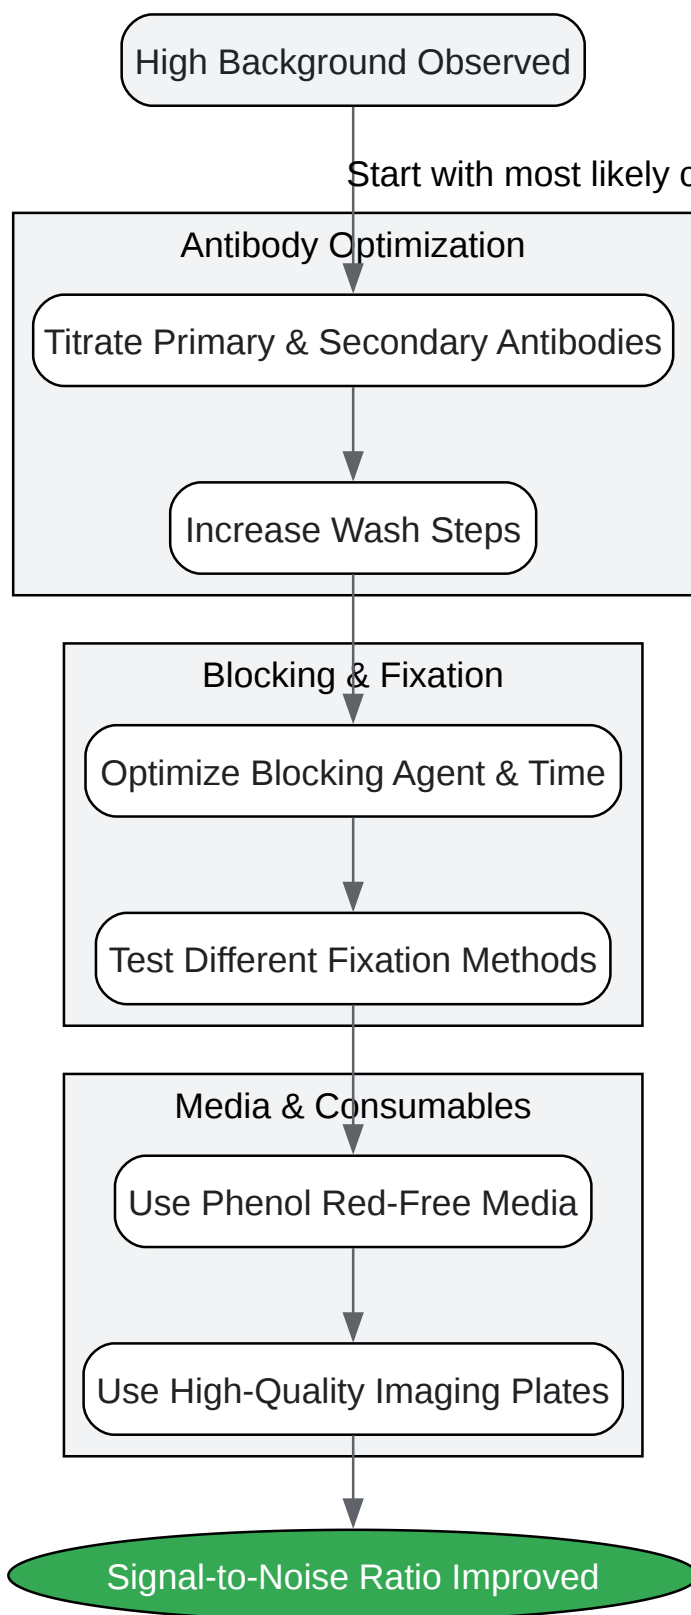 High Background Observed
Start with most likely
Antibody Optimization
Titrate Primary & Secondary Antibodies
Increase Wash Steps
Blocking & Fixation
Optimize Blocking Agent & Time
Test Different Fixation Methods
Media & Consumables
Use Phenol Red-Free Media
Use High-Quality Imaging Plates
Signal-to-Noise Ratio Improved